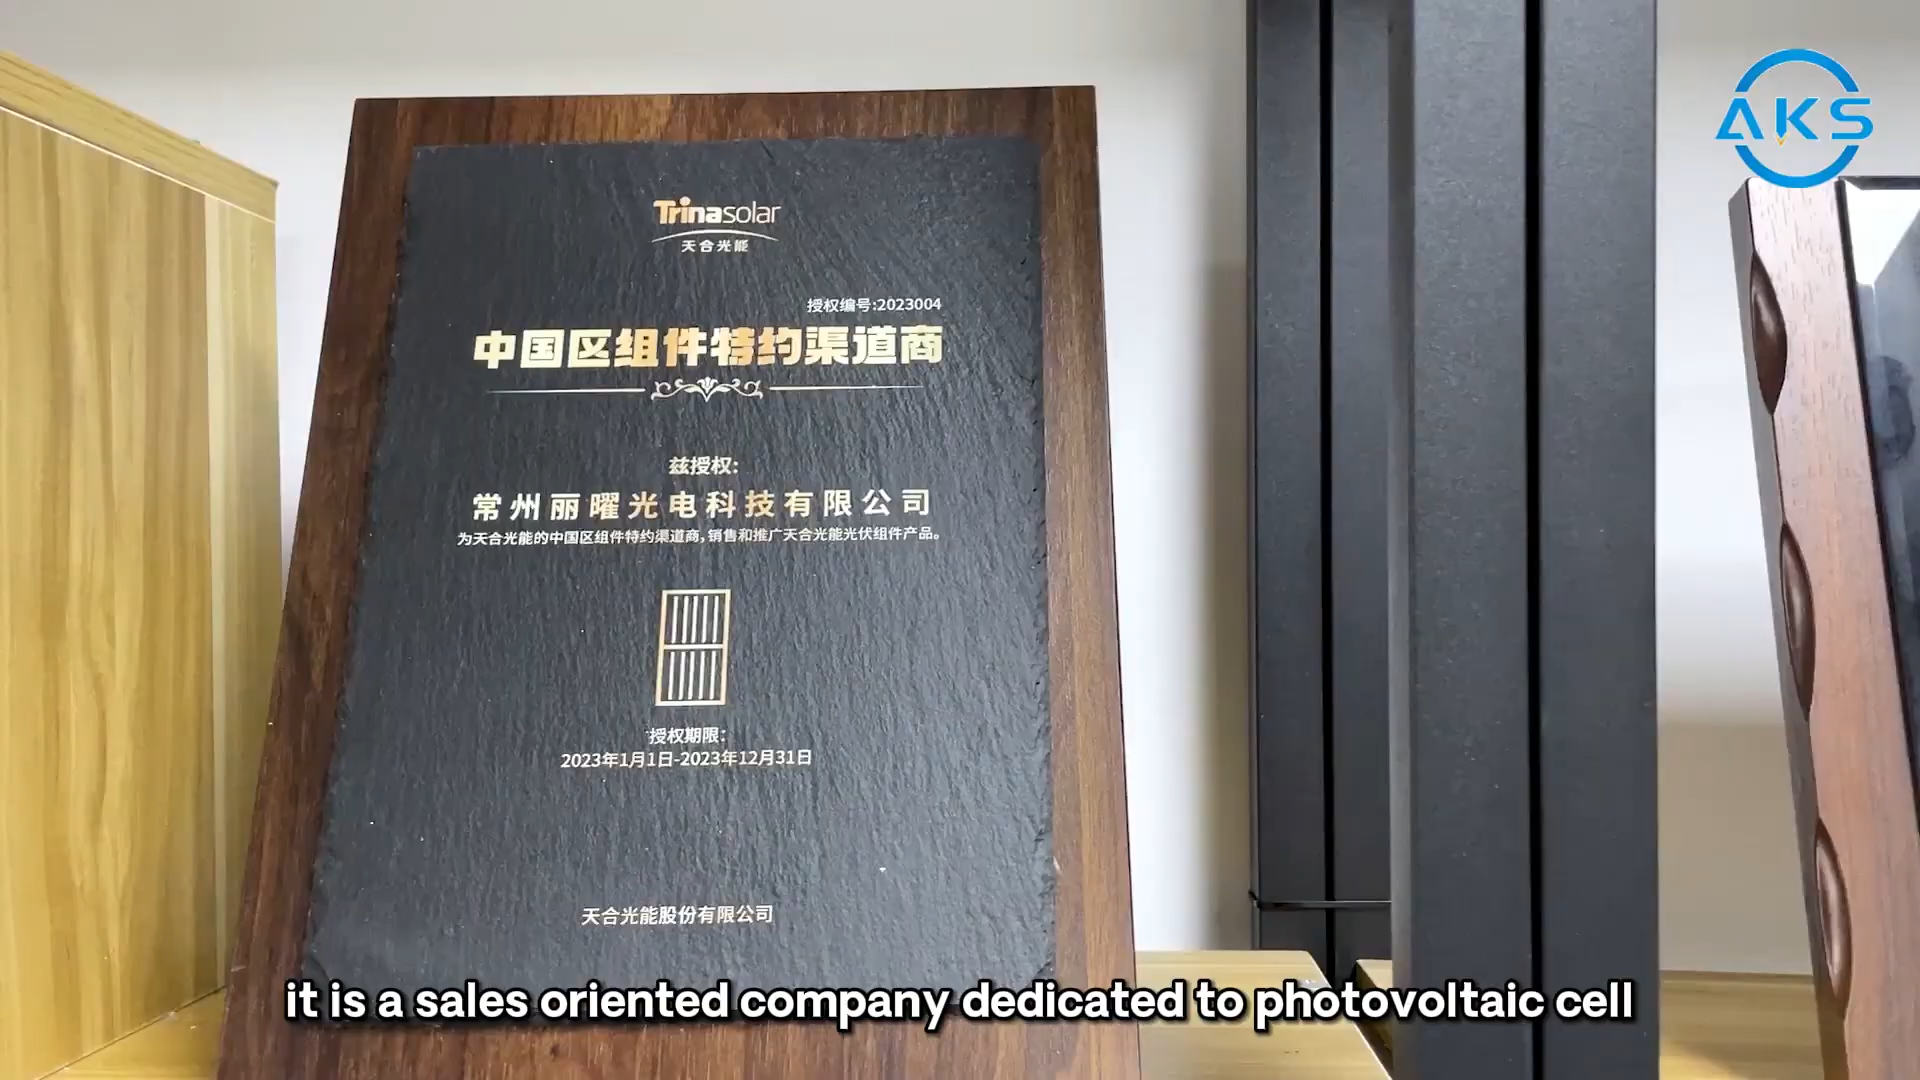 AKS
Trinasolar
天合光能
授权编号:2023004
中国区组件特约渠道商
兹授权:
常州丽曜光电科技有限公司
为天合光能的中国区组件特约渠道商,销售和推广天合光能光伏组件产品。
授权期限:
2023年1月1日-2023年12月31日
天合光能股份有限公司
it is a sales oriented company dedicated to photovoltaic cell